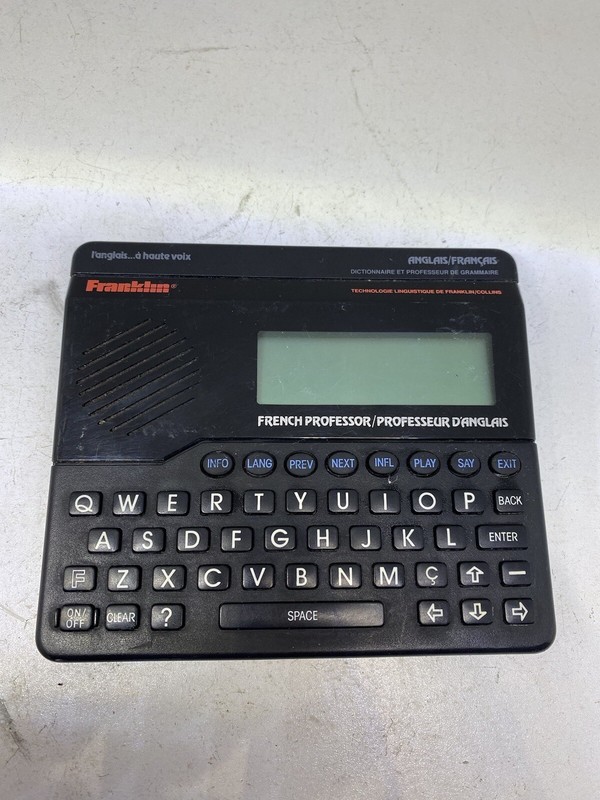 l'anglais...à haute voix
ANGLAIS/FRANÇAIS
DICTIONNAIRE ET PROFESSEUR DE GRAMMAIRE
Franklin®
TECHNOLOGIE LINGUISTIQUE DE FRANKLIN/COLLINS
FRENCH PROFESSOR/PROFESSEUR D'ANGLAIS
INFO LANG PREV NEXT INFL PLAY SAY EXIT
Q W E R T Y U I O P BACK
A S D F G H J K L ENTER
F Z X C V B N M Ç ⇧ —
ON/OFF CLEAR ? SPACE ⇦ ⇩ ⇨